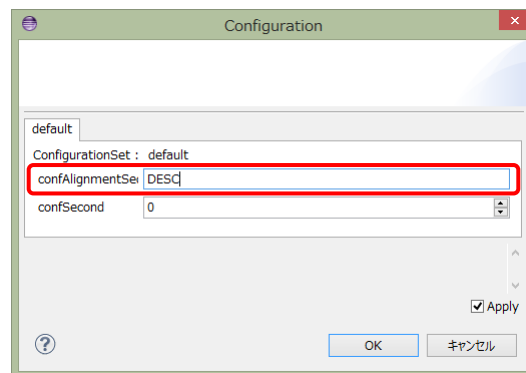 Configuration
default
ConfigurationSet : default
confAlignmentSe DESC
confSecond 0
Apply
OK キャンセル